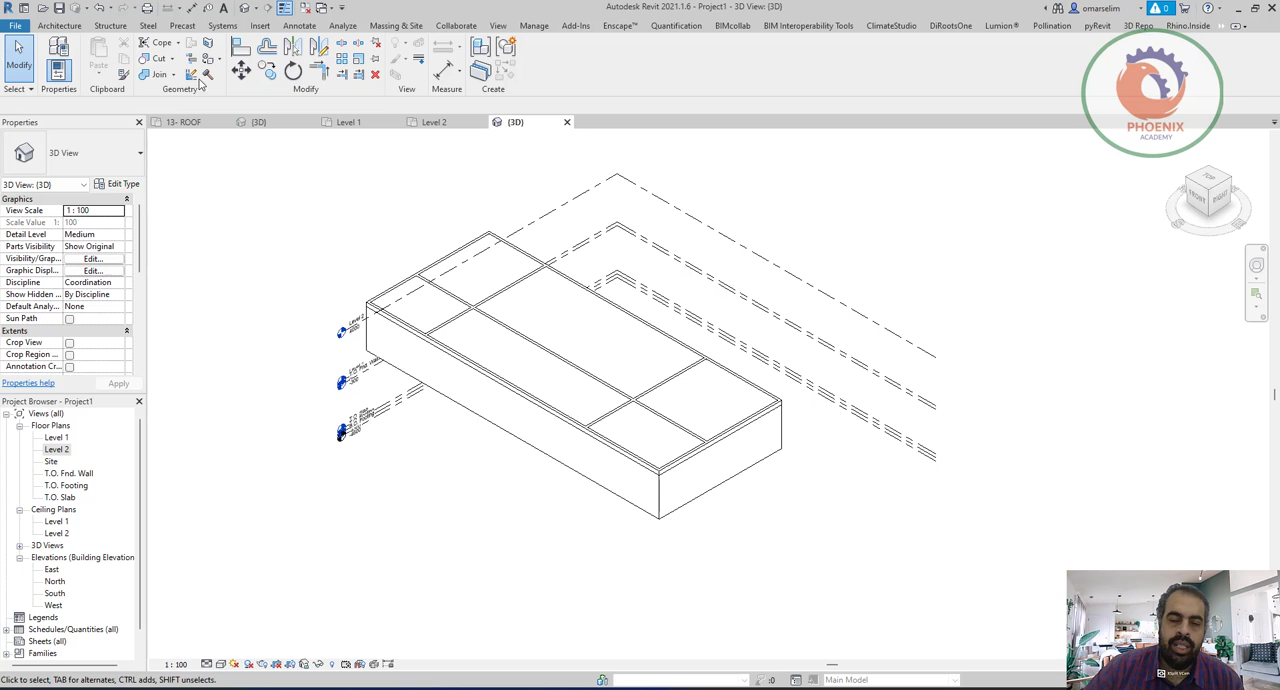 Autodesk Revit 2021.1.6 - Project1 - 3D View: {3D}
omarselim
0
File Architecture Structure Steel Precast Systems Insert Annotate Analyze Massing & Site Collaborate View Manage Add-Ins Enscape™ Quantification BIMcollab BIM Interoperability Tools ClimateStudio DiRootsOne Lumion® Pollination pyRevit 3D Repo Rhino.Inside
Modify
Paste
Cope
Cut
Join
Select Properties Clipboard Geometry Modify View Measure Create
PHOENIX
ACADEMY
Properties
13- ROOF
{3D}
Level 1
Level 2
{3D}
3D View
3D View: {3D} Edit Type
Graphics
View Scale 1 : 100
Scale Value 1: 100
Detail Level Medium
Parts Visibility Show Original
Visibility/Grap... Edit...
Graphic Displ... Edit...
Discipline Coordination
Show Hidden ... By Discipline
Default Analy... None
Sun Path
Extents
Crop View
Crop Region ...
Annotation Cr...
Properties help Apply
Project Browser - Project1
Views (all)
Floor Plans
Level 1
Level 2
Site
T.O. Fnd. Wall
T.O. Footing
T.O. Slab
Ceiling Plans
Level 1
Level 2
3D Views
Elevations (Building Elevation
East
North
South
West
Legends
Schedules/Quantities (all)
Sheets (all)
Families
TOP
FRONT
RIGHT
1 : 100
Click to select, TAB for alternates, CTRL adds, SHIFT unselects.
:0
Main Model